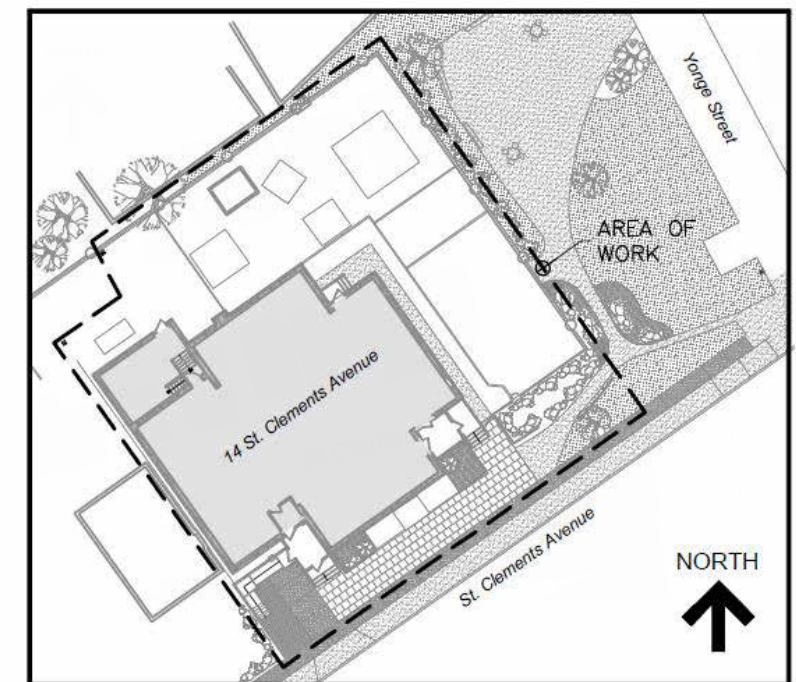 Yonge Street
AREA OF
WORK
14 St. Clements Avenue
St. Clements Avenue
NORTH